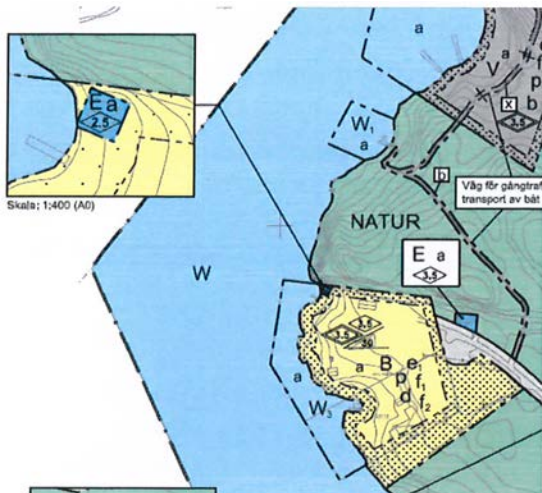 E a
2.5
Skala; 1:400 (A0)
a
V a
f
p
x
b
3.5
W1
a
b
Väg för gångtraf
transport av båt
NATUR
E a
3.5
W
3.5
3.5
a
a
B e1
p f1
d
f2
W3